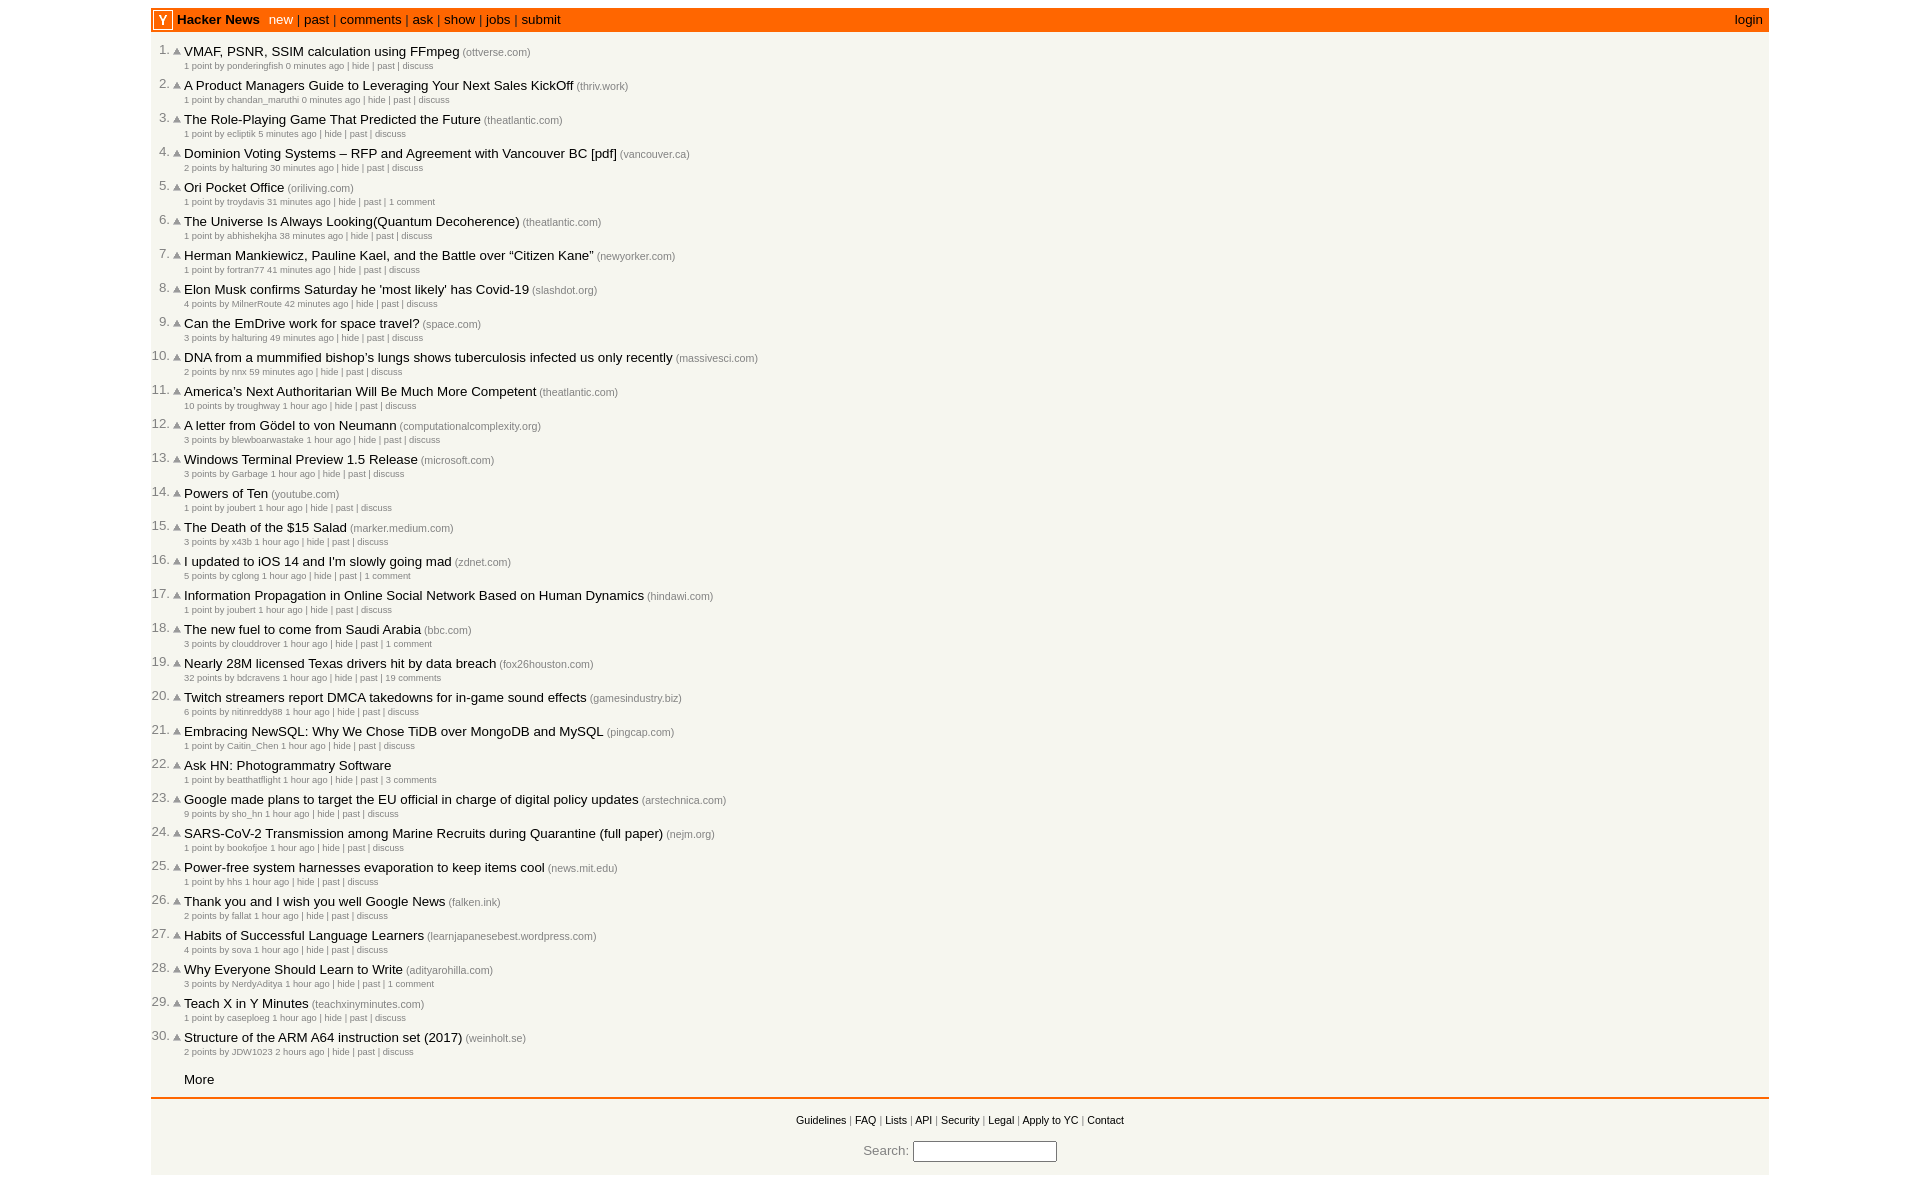 Y Hacker News new | past | comments | ask | show | jobs | submit login
1. VMAF, PSNR, SSIM calculation using FFmpeg (ottverse.com)
1 point by ponderingfish 0 minutes ago | hide | past | discuss
2. A Product Managers Guide to Leveraging Your Next Sales KickOff (thriv.work)
1 point by chandan_maruthi 0 minutes ago | hide | past | discuss
3. The Role-Playing Game That Predicted the Future (theatlantic.com)
1 point by ecliptik 5 minutes ago | hide | past | discuss
4. Dominion Voting Systems – RFP and Agreement with Vancouver BC [pdf] (vancouver.ca)
2 points by halturing 30 minutes ago | hide | past | discuss
5. Ori Pocket Office (oriliving.com)
1 point by troydavis 31 minutes ago | hide | past | 1 comment
6. The Universe Is Always Looking(Quantum Decoherence) (theatlantic.com)
1 point by abhishekjha 38 minutes ago | hide | past | discuss
7. Herman Mankiewicz, Pauline Kael, and the Battle over “Citizen Kane” (newyorker.com)
1 point by fortran77 41 minutes ago | hide | past | discuss
8. Elon Musk confirms Saturday he 'most likely' has Covid-19 (slashdot.org)
4 points by MilnerRoute 42 minutes ago | hide | past | discuss
9. Can the EmDrive work for space travel? (space.com)
3 points by halturing 49 minutes ago | hide | past | discuss
10. DNA from a mummified bishop’s lungs shows tuberculosis infected us only recently (massivesci.com)
2 points by nnx 59 minutes ago | hide | past | discuss
11. America’s Next Authoritarian Will Be Much More Competent (theatlantic.com)
10 points by troughway 1 hour ago | hide | past | discuss
12. A letter from Gödel to von Neumann (computationalcomplexity.org)
3 points by blewboarwastake 1 hour ago | hide | past | discuss
13. Windows Terminal Preview 1.5 Release (microsoft.com)
3 points by Garbage 1 hour ago | hide | past | discuss
14. Powers of Ten (youtube.com)
1 point by joubert 1 hour ago | hide | past | discuss
15. The Death of the $15 Salad (marker.medium.com)
3 points by x43b 1 hour ago | hide | past | discuss
16. I updated to iOS 14 and I'm slowly going mad (zdnet.com)
5 points by cglong 1 hour ago | hide | past | 1 comment
17. Information Propagation in Online Social Network Based on Human Dynamics (hindawi.com)
1 point by joubert 1 hour ago | hide | past | discuss
18. The new fuel to come from Saudi Arabia (bbc.com)
3 points by clouddrover 1 hour ago | hide | past | 1 comment
19. Nearly 28M licensed Texas drivers hit by data breach (fox26houston.com)
32 points by bdcravens 1 hour ago | hide | past | 19 comments
20. Twitch streamers report DMCA takedowns for in-game sound effects (gamesindustry.biz)
6 points by nitinreddy88 1 hour ago | hide | past | discuss
21. Embracing NewSQL: Why We Chose TiDB over MongoDB and MySQL (pingcap.com)
1 point by Caitin_Chen 1 hour ago | hide | past | discuss
22. Ask HN: Photogrammatry Software
1 point by beatthatflight 1 hour ago | hide | past | 3 comments
23. Google made plans to target the EU official in charge of digital policy updates (arstechnica.com)
9 points by sho_hn 1 hour ago | hide | past | discuss
24. SARS-CoV-2 Transmission among Marine Recruits during Quarantine (full paper) (nejm.org)
1 point by bookofjoe 1 hour ago | hide | past | discuss
25. Power-free system harnesses evaporation to keep items cool (news.mit.edu)
1 point by hhs 1 hour ago | hide | past | discuss
26. Thank you and I wish you well Google News (falken.ink)
2 points by fallat 1 hour ago | hide | past | discuss
27. Habits of Successful Language Learners (learnjapanesebest.wordpress.com)
4 points by sova 1 hour ago | hide | past | discuss
28. Why Everyone Should Learn to Write (adityarohilla.com)
3 points by NerdyAditya 1 hour ago | hide | past | 1 comment
29. Teach X in Y Minutes (teachxinyminutes.com)
1 point by caseploeg 1 hour ago | hide | past | discuss
30. Structure of the ARM A64 instruction set (2017) (weinholt.se)
2 points by JDW1023 2 hours ago | hide | past | discuss
More
Guidelines | FAQ | Lists | API | Security | Legal | Apply to YC | Contact
Search: